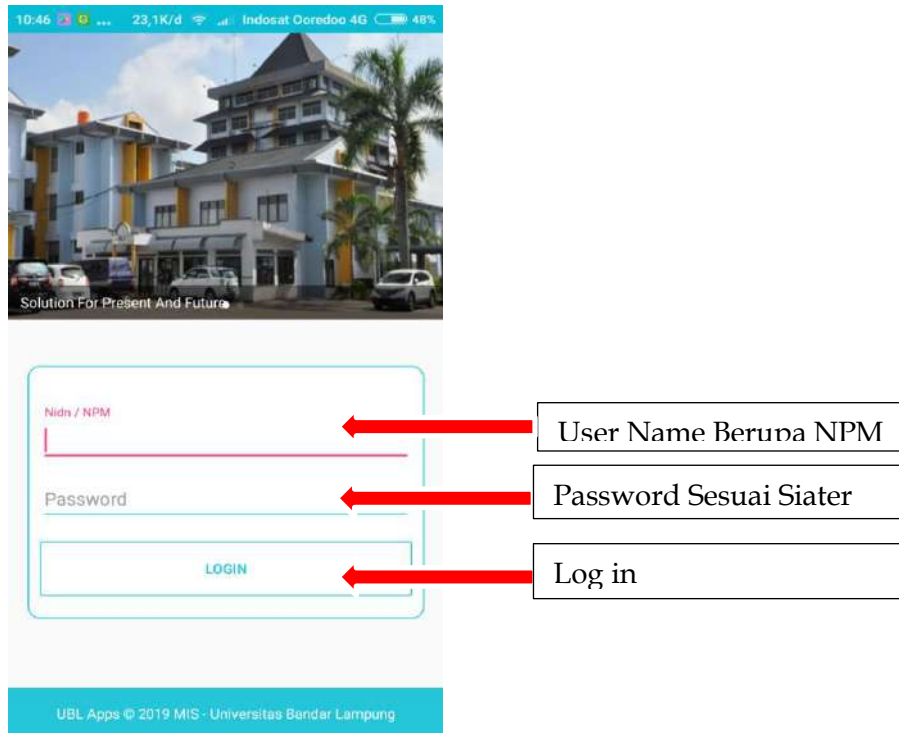 10:46 ... 23,1K/d Indosat Ooredoo 4G 48%
Solution For Present And Future
Nidn / NPM
User Name Berupa NPM
Password
Password Sesuai Siater
LOGIN
Log in
UBL Apps © 2019 MIS - Universitas Bandar Lampung